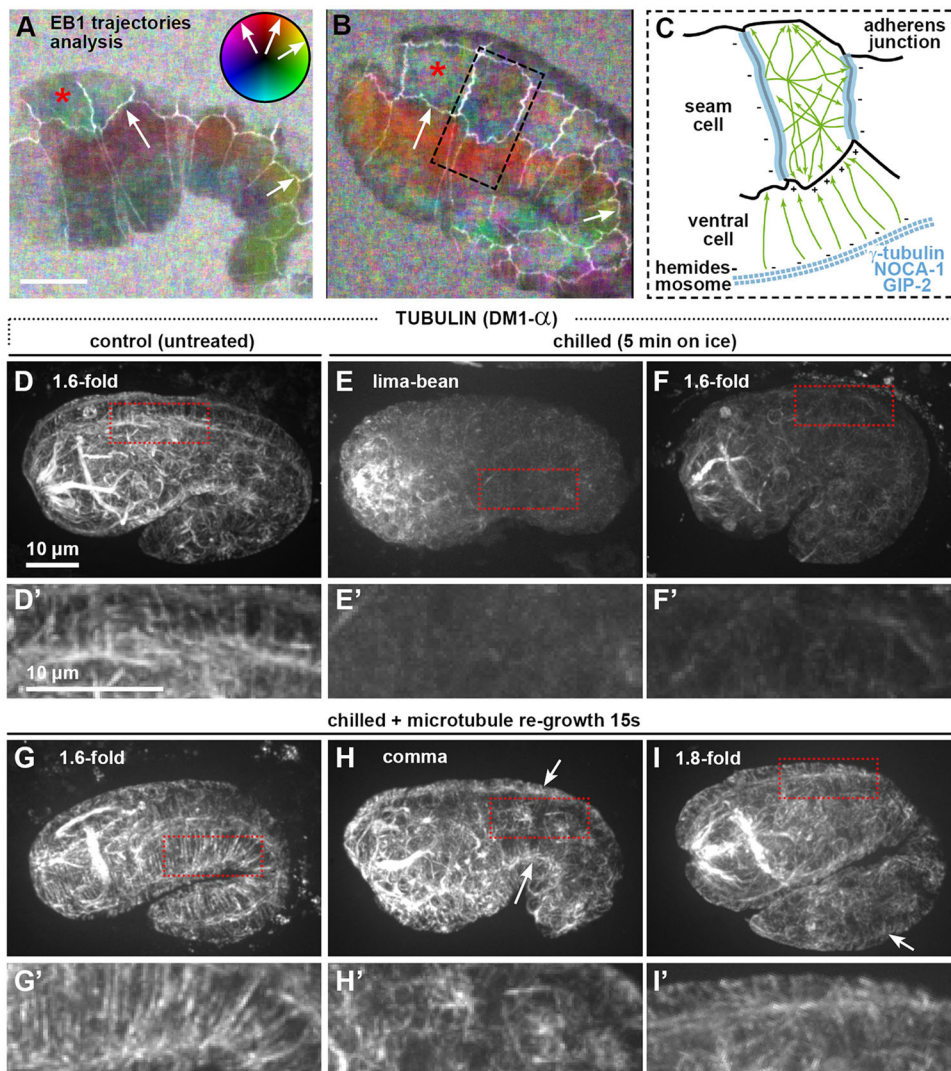 A EB1 trajectories
analysis
*
B
*
C
adherens
junction
seam
cell
ventral
cell
hemides-
mosome
γ-tubulin
NOCA-1
GIP-2
- - - - - - - - -
+ + + + + +
- - - - - -
TUBULIN (DM1-α)
control (untreated)
chilled (5 min on ice)
D 1.6-fold
10 µm
E lima-bean
F 1.6-fold
D'
10 µm
E'
F'
chilled + microtubule re-growth 15s
G 1.6-fold
H comma
I 1.8-fold
G'
H'
I'